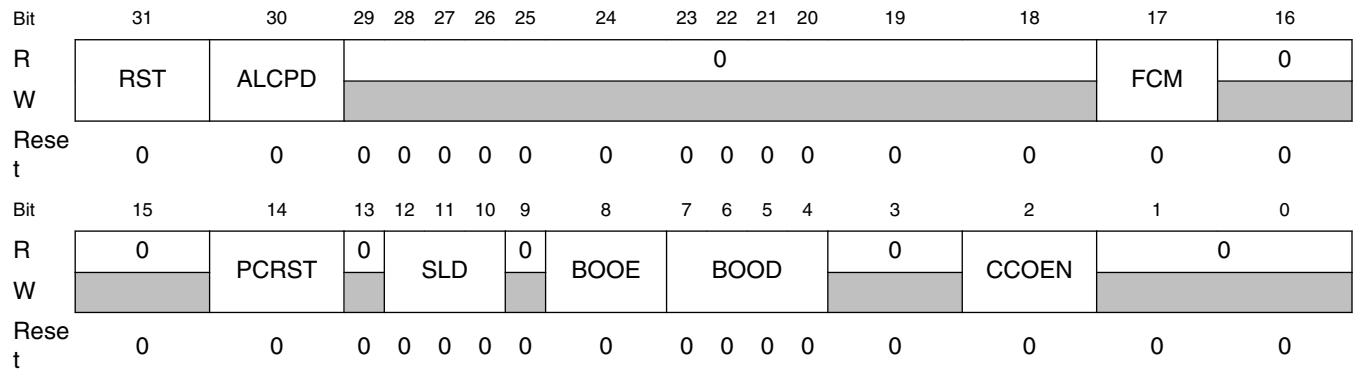 Bit 31 30 29 28 27 26 25 24 23 22 21 20 19 18 17 16
R 0 0
RST ALCPD FCM
W
Rese
t 0 0 0 0 0 0 0 0 0 0 0 0 0 0 0 0
Bit 15 14 13 12 11 10 9 8 7 6 5 4 3 2 1 0
R 0 0 0 0 0
PCRST SLD BOOE BOOD CCOEN
W
Rese
t 0 0 0 0 0 0 0 0 0 0 0 0 0 0 0 0